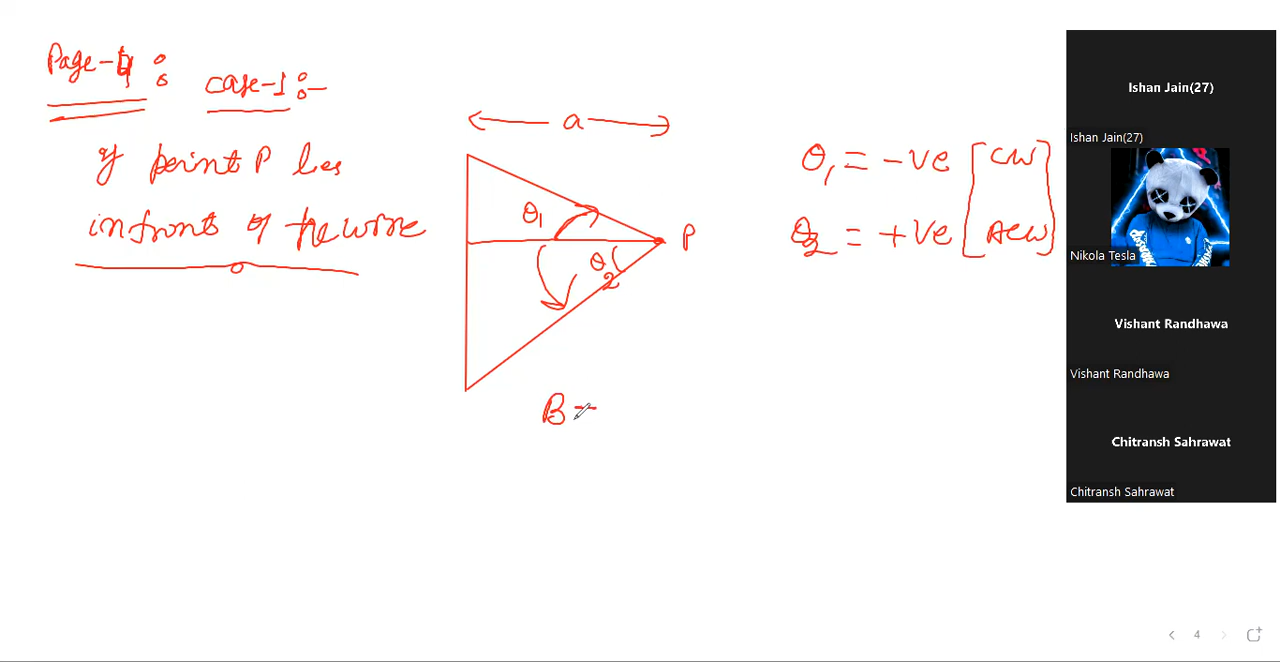 Page-4: case-1:-
If point P lies
infront of the wire
a
θ1
θ2
P
B =
θ1 = -ve [CW]
θ2 = +ve [ACW]
Ishan Jain(27)
Ishan Jain(27)
Nikola Tesla
Vishant Randhawa
Vishant Randhawa
Chitransh Sahrawat
Chitransh Sahrawat
4